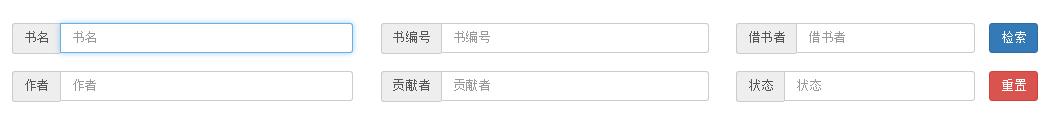 书名 书名 书编号 书编号 借书者 借书者 检索
作者 作者 贡献者 贡献者 状态 状态 重置